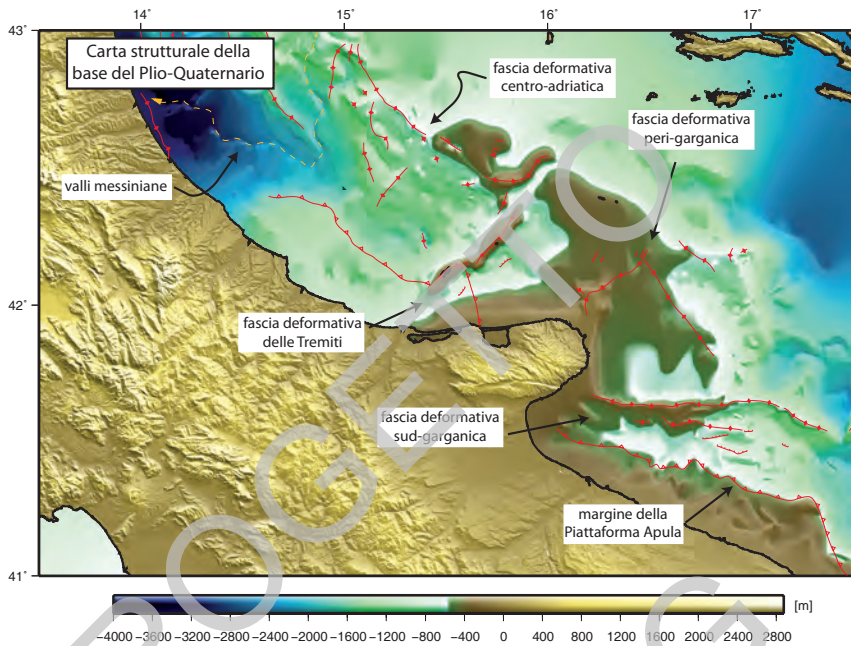 14˚ 15˚ 16˚ 17˚
43˚
Carta strutturale della
base del Plio-Quaternario
fascia deformativa
centro-adriatica
fascia deformativa
peri-garganica
valli messiniane
42˚
fascia deformativa
delle Tremiti
fascia deformativa
sud-garganica
margine della
Piattaforma Apula
41˚
[m]
−4000 −3600 −3200 −2800 −2400 −2000 −1600 −1200 −800 −400 0 400 800 1200 1600 2000 2400 2800
OGETTO
G